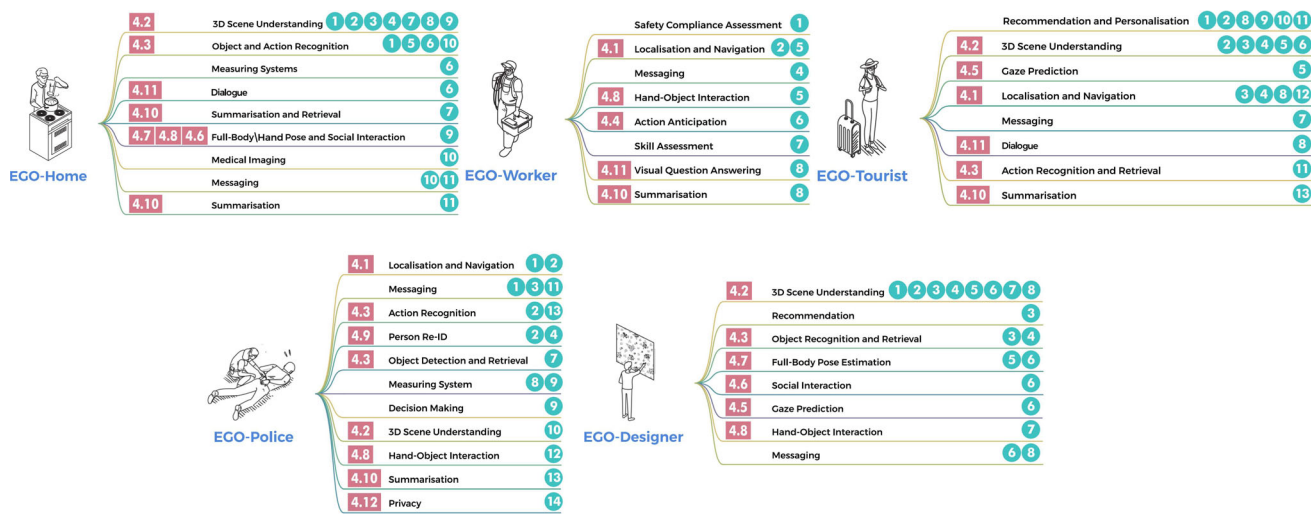 4.2 3D Scene Understanding 1 2 3 4 7 8 9
4.3 Object and Action Recognition 1 5 6 10
Measuring Systems 6
4.11 Dialogue 6
4.10 Summarisation and Retrieval 7
4.7 4.8 4.6 Full-Body\Hand Pose and Social Interaction 9
Medical Imaging 10
Messaging 10 11
4.10 Summarisation 11
EGO-Home
Safety Compliance Assessment 1
4.1 Localisation and Navigation 2 5
Messaging 4
4.8 Hand-Object Interaction 5
4.4 Action Anticipation 6
Skill Assessment 7
4.11 Visual Question Answering 8
4.10 Summarisation 8
EGO-Worker
Recommendation and Personalisation 1 2 8 9 10 11
4.2 3D Scene Understanding 2 3 4 5 6
4.5 Gaze Prediction 5
4.1 Localisation and Navigation 3 4 8 12
Messaging 7
4.11 Dialogue 8
4.3 Action Recognition and Retrieval 11
4.10 Summarisation 13
EGO-Tourist
4.1 Localisation and Navigation 1 2
Messaging 1 3 11
4.3 Action Recognition 2 13
4.9 Person Re-ID 2 4
4.3 Object Detection and Retrieval 7
Measuring System 8 9
Decision Making 9
4.2 3D Scene Understanding 10
4.8 Hand-Object Interaction 12
4.10 Summarisation 13
4.12 Privacy 14
EGO-Police
4.2 3D Scene Understanding 1 2 3 4 5 6 7 8
Recommendation 3
4.3 Object Recognition and Retrieval 3 4
4.7 Full-Body Pose Estimation 5 6
4.6 Social Interaction 6
4.5 Gaze Prediction 6
4.8 Hand-Object Interaction 7
Messaging 6 8
EGO-Designer